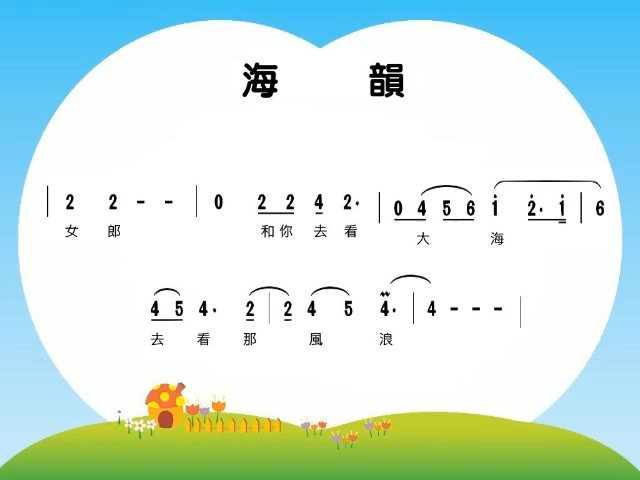 海 韻
| 2 2 - - | 0 2 2 4 2· | 0 4 5 6 i 2̇· i | 6
女 郎 和 你 去 看 大 海
4 5 4· 2 | 2 4 5 4· | 4 - - - |
去 看 那 風 浪